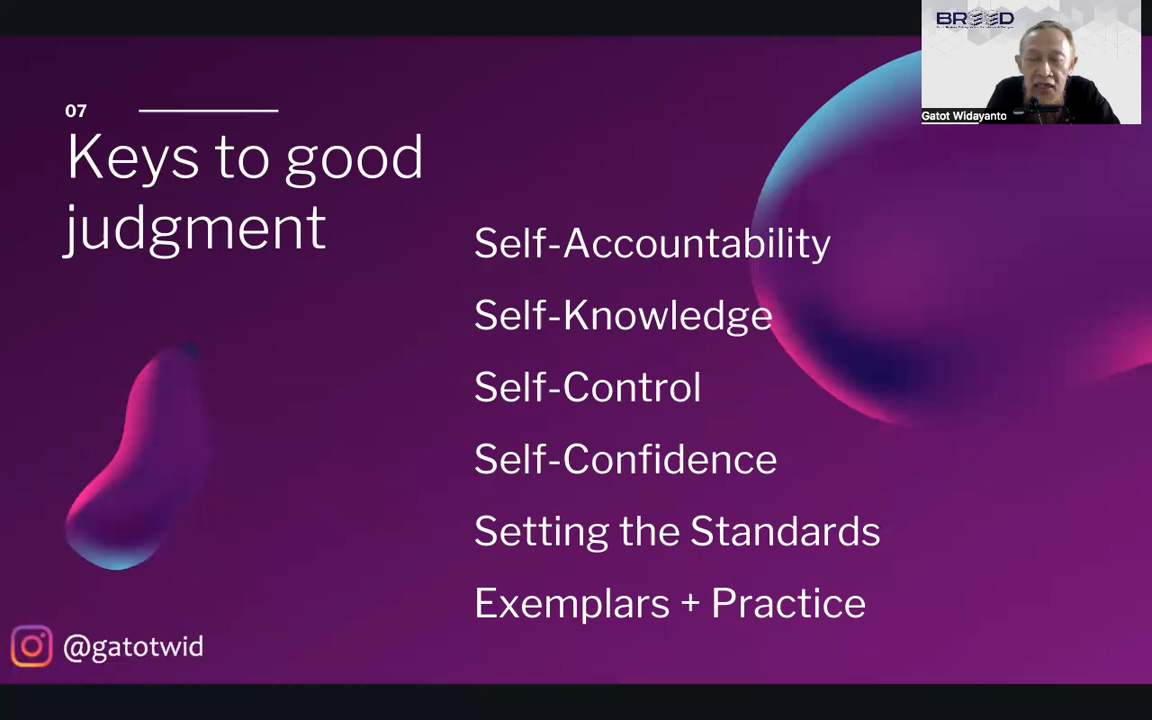 07
Keys to good
judgment
Self-Accountability
Self-Knowledge
Self-Control
Self-Confidence
Setting the Standards
Exemplars + Practice
@gatotwid
BREED
Gatot Widayanto